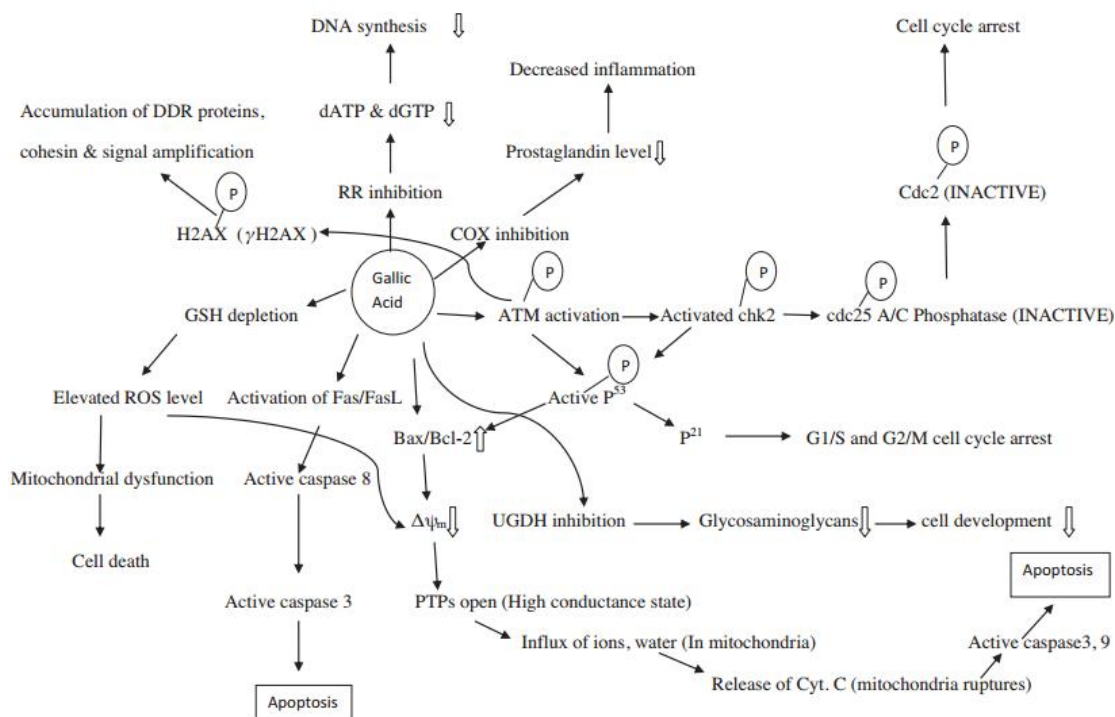 DNA synthesis
Cell cycle arrest
Decreased inflammation
Accumulation of DDR proteins,
cohesin & signal amplification
dATP & dGTP
Prostaglandin level
P
P
RR inhibition
Cdc2 (INACTIVE)
H2AX (γH2AX)
COX inhibition
P
P
P
Gallic
Acid
GSH depletion
ATM activation
Activated chk2
cdc25 A/C Phosphatase (INACTIVE)
P
Elevated ROS level
Activation of Fas/FasL
Active P53
Bax/Bcl-2
P21
G1/S and G2/M cell cycle arrest
Mitochondrial dysfunction
Active caspase 8
Δψm
UGDH inhibition
Glycosaminoglycans
cell development
Cell death
Apoptosis
Active caspase 3
PTPs open (High conductance state)
Influx of ions, water (In mitochondria)
Active caspase3, 9
Release of Cyt. C (mitochondria ruptures)
Apoptosis